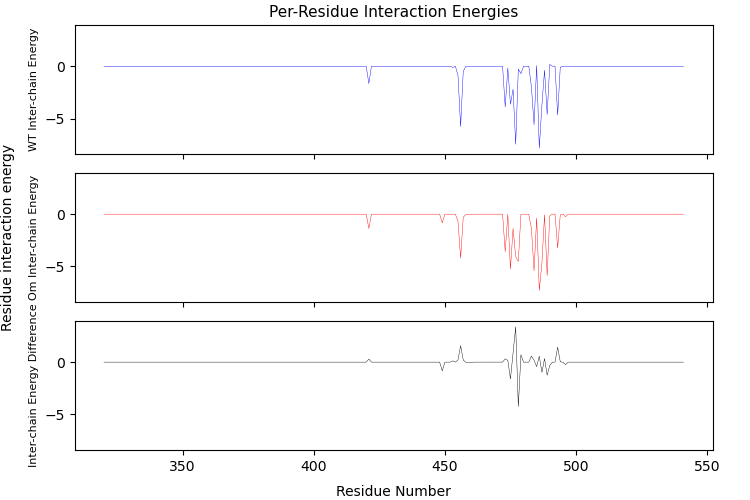 Per-Residue Interaction Energies
Residue interaction energy
WT Inter-chain Energy
0
−5
Om Inter-chain Energy
0
−5
Inter-chain Energy Difference
0
−5
350
400
450
500
550
Residue Number